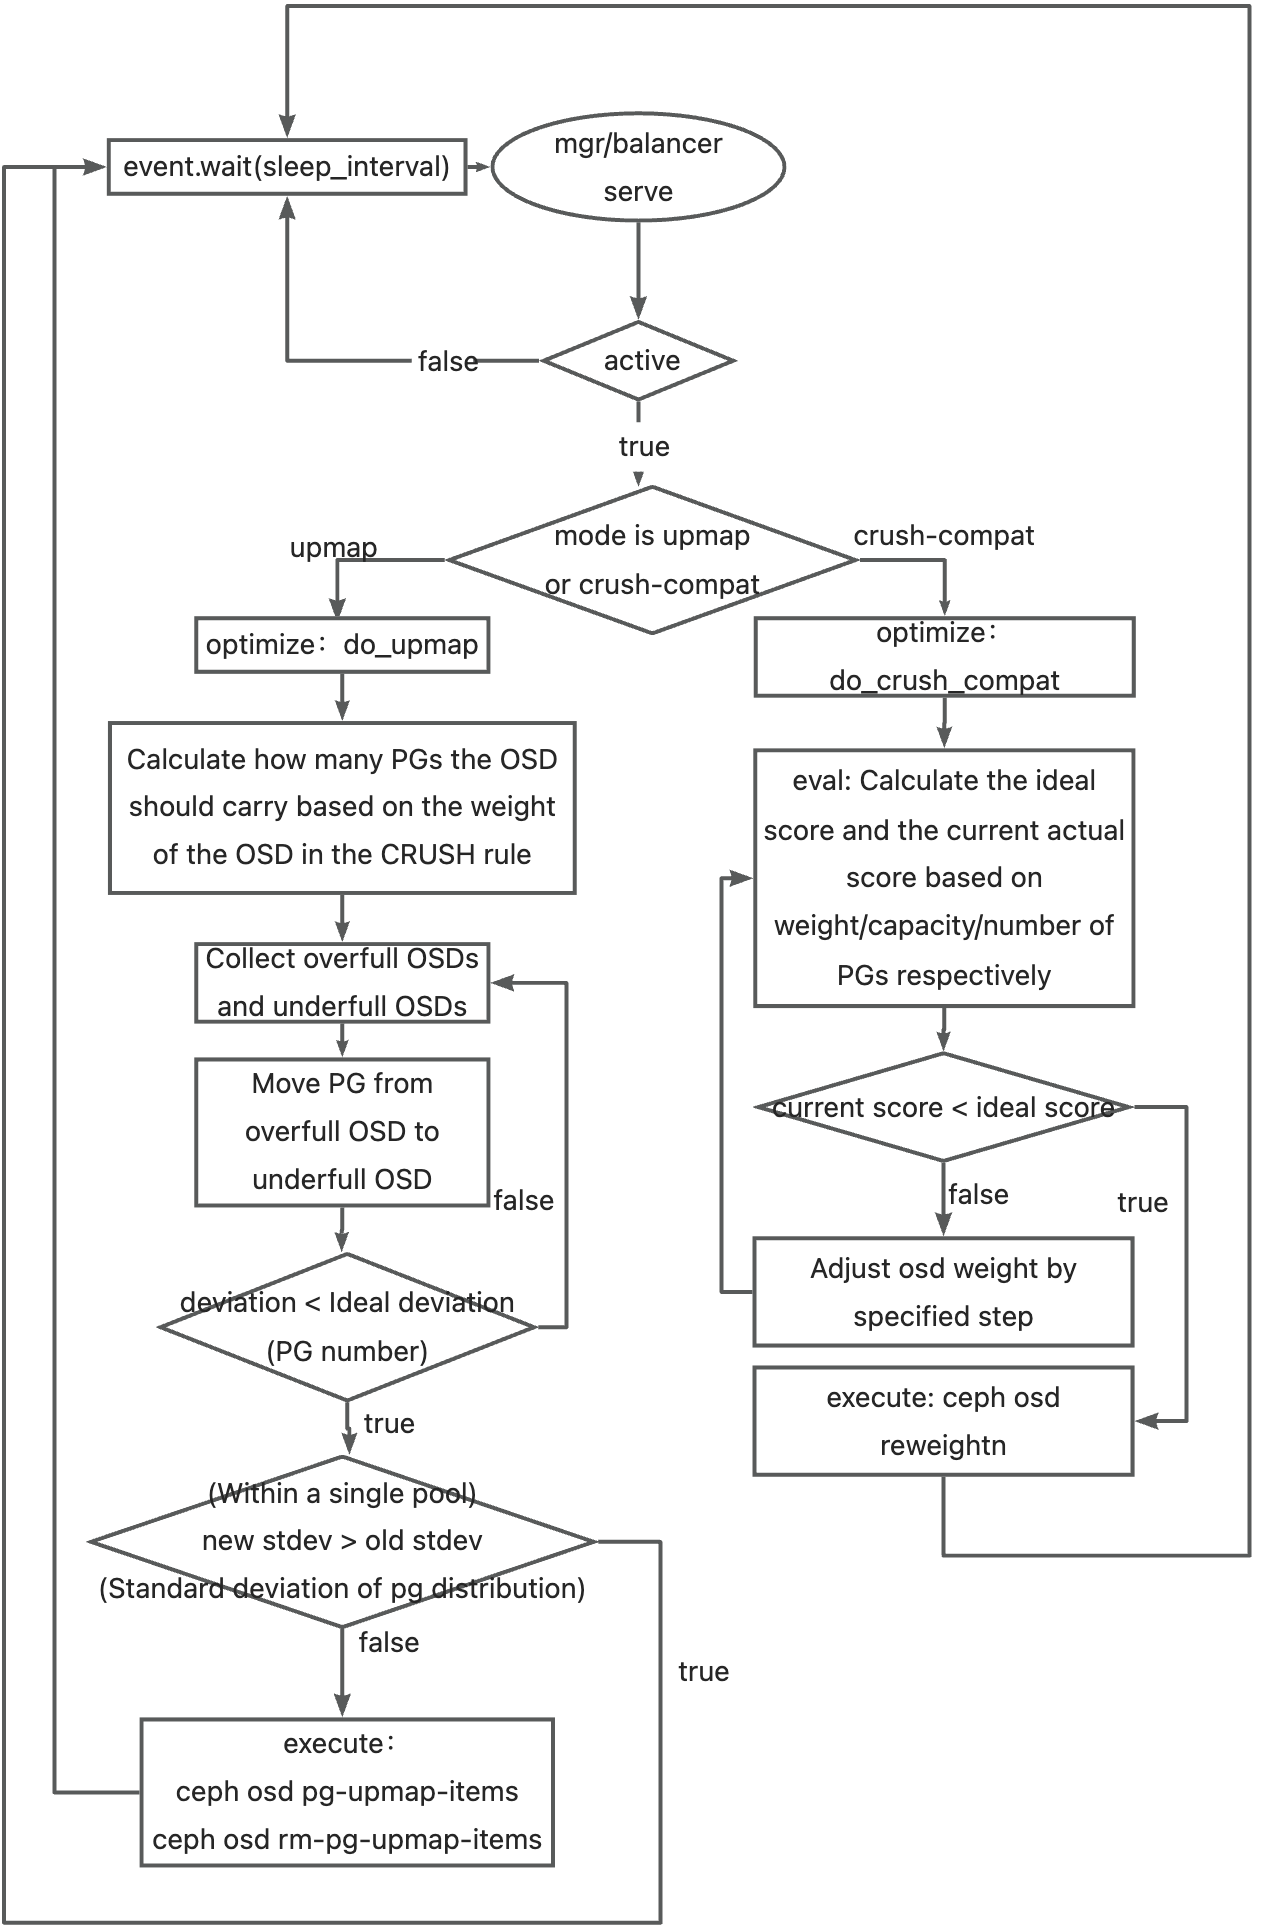 event.wait(sleep_interval)
mgr/balancer
serve
active
false
true
mode is upmap
or crush-compat
upmap
crush-compat
optimize：do_upmap
Calculate how many PGs the OSD
should carry based on the weight
of the OSD in the CRUSH rule
Collect overfull OSDs
and underfull OSDs
Move PG from
overfull OSD to
underfull OSD
false
deviation < Ideal deviation
(PG number)
true
(Within a single pool)
new stdev > old stdev
(Standard deviation of pg distribution)
false
true
execute：
ceph osd pg-upmap-items
ceph osd rm-pg-upmap-items
optimize：
do_crush_compat
eval: Calculate the ideal
score and the current actual
score based on
weight/capacity/number of
PGs respectively
current score < ideal score
false
true
Adjust osd weight by
specified step
execute: ceph osd
reweightn